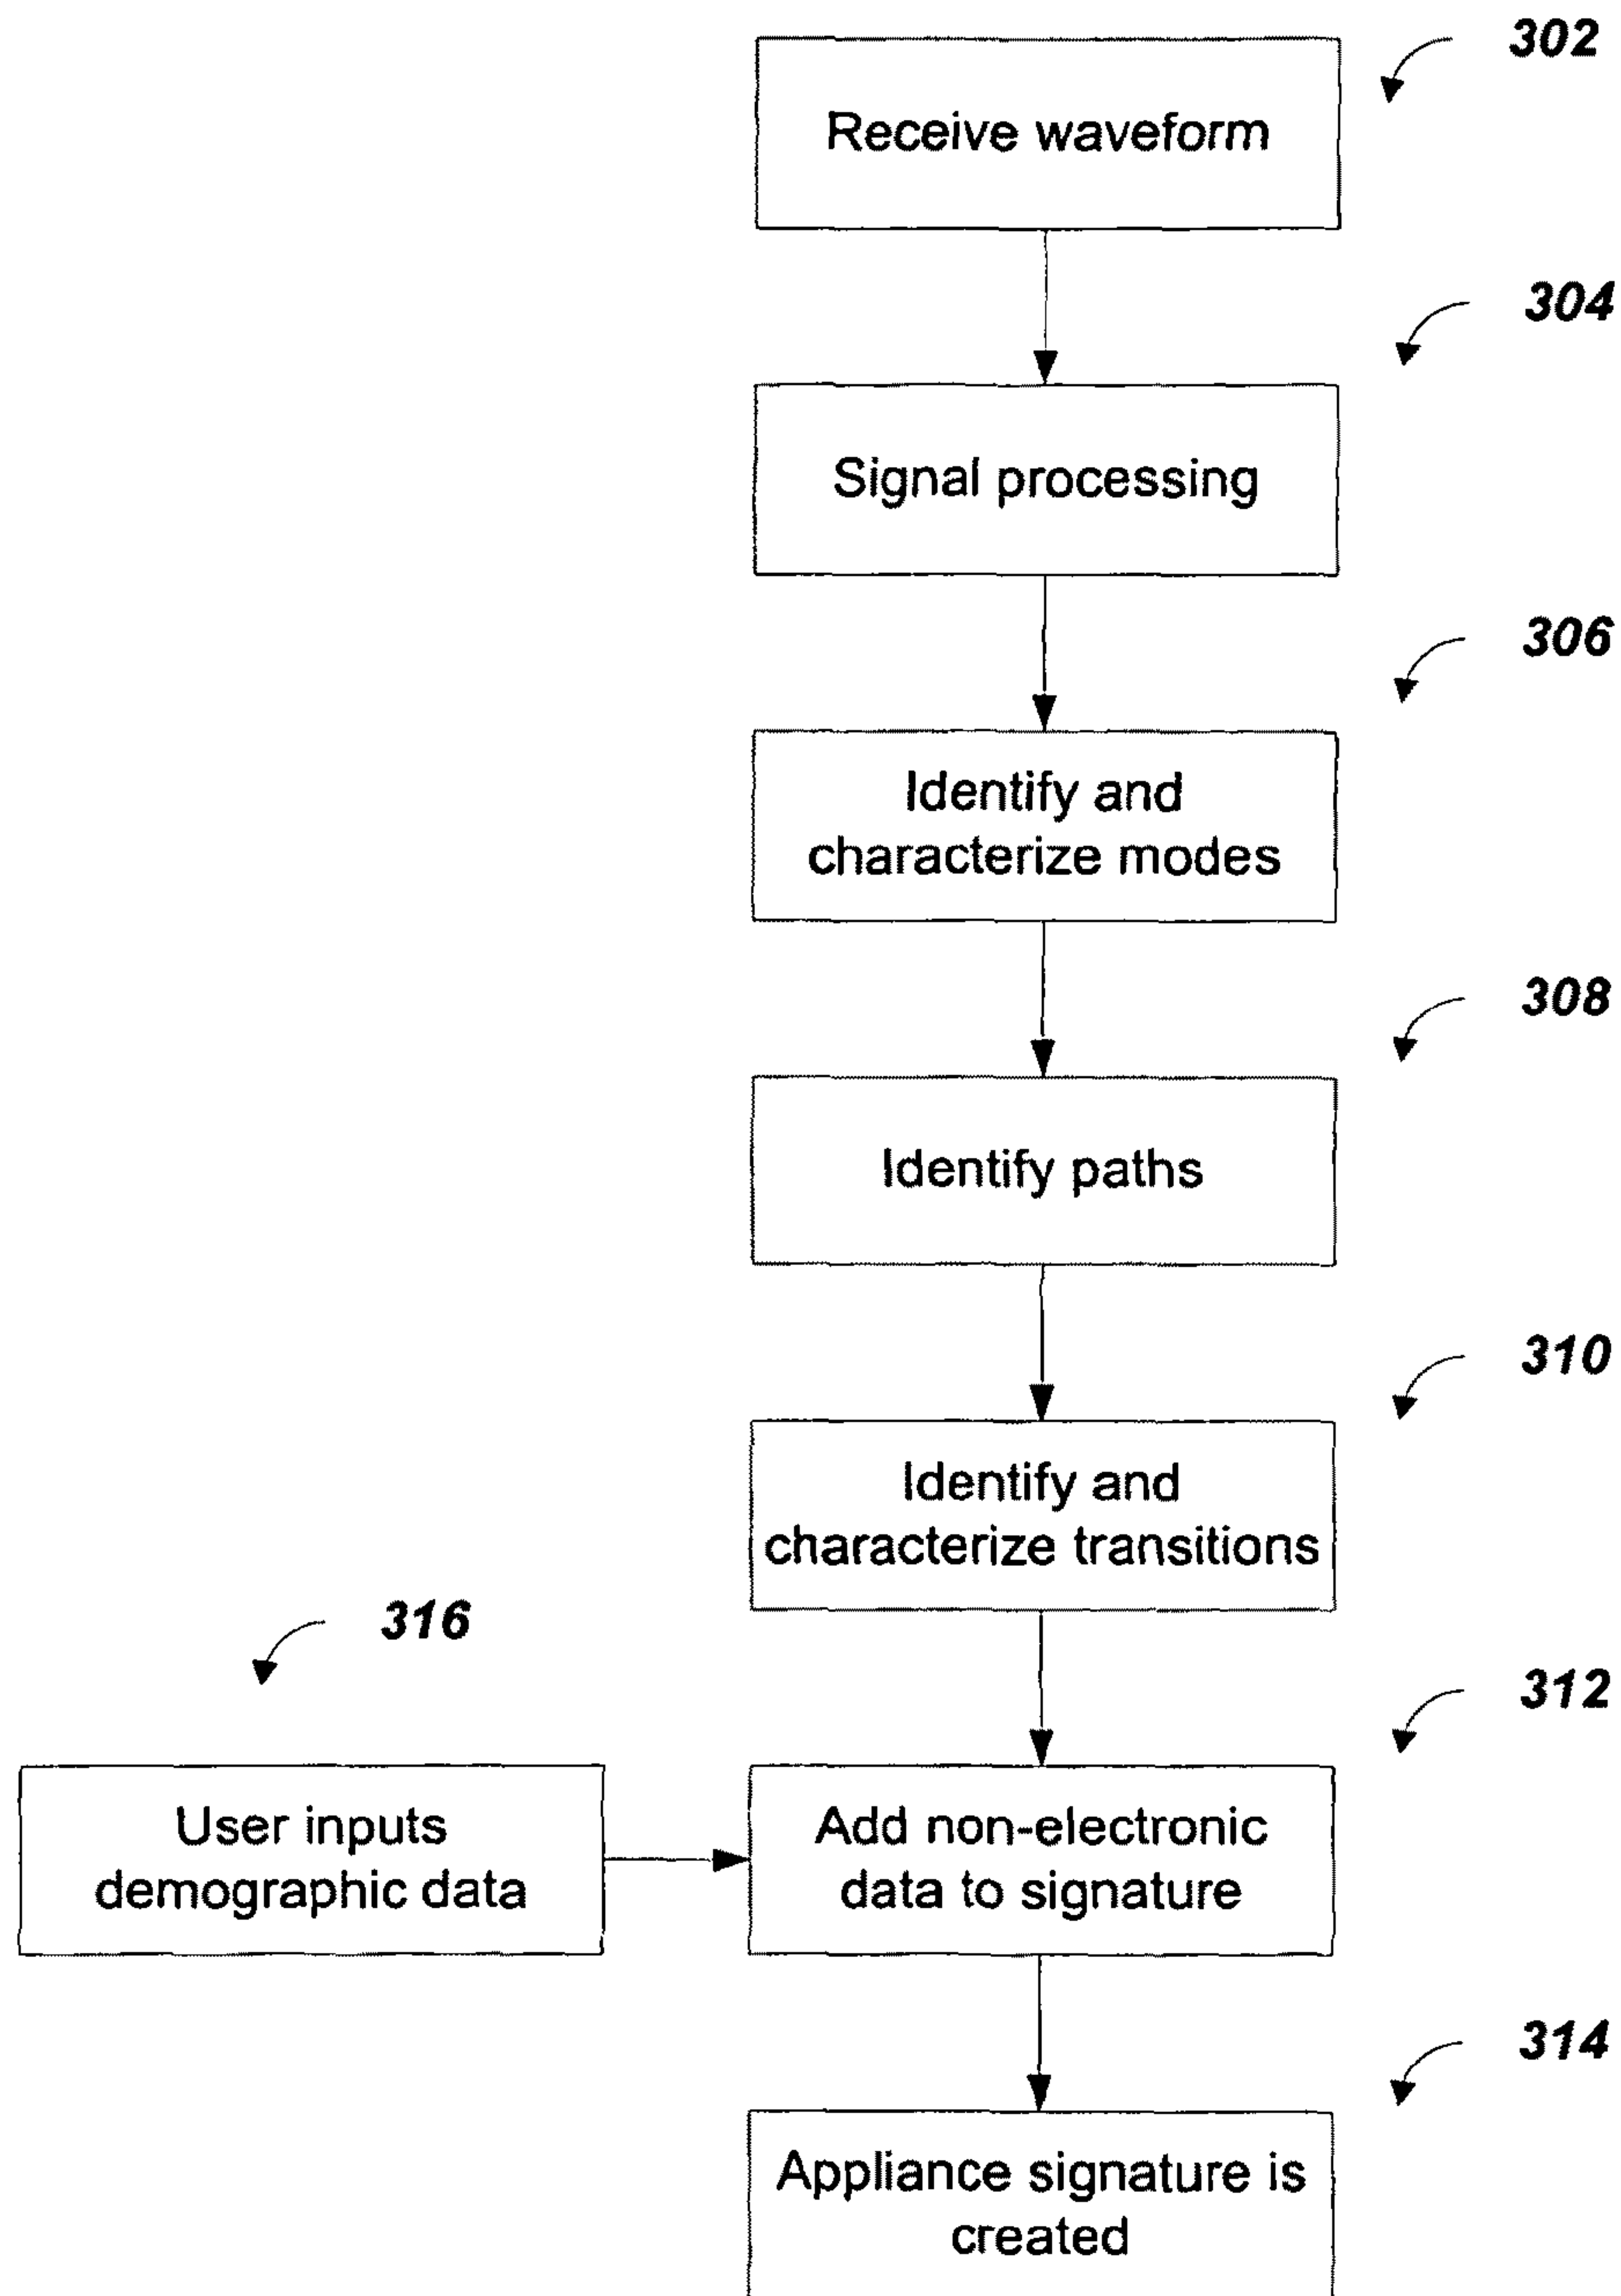 302
Receive waveform
304
Signal processing
306
Identify and
characterize modes
308
Identify paths
310
Identify and
characterize transitions
316
312
User inputs
demographic data
Add non-electronic
data to signature
314
Appliance signature is
created